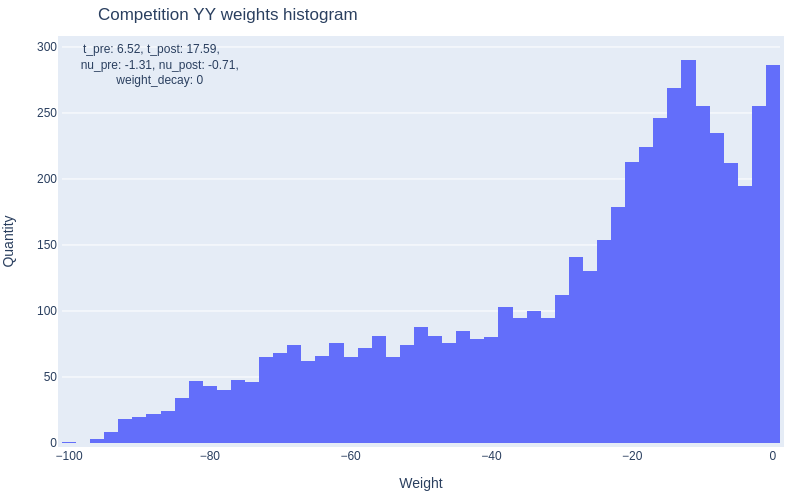 Competition YY weights histogram
t_pre: 6.52, t_post: 17.59,
nu_pre: -1.31, nu_post: -0.71,
weight_decay: 0
300
250
200
150
100
50
0
Quantity
−100
−80
−60
−40
−20
0
Weight